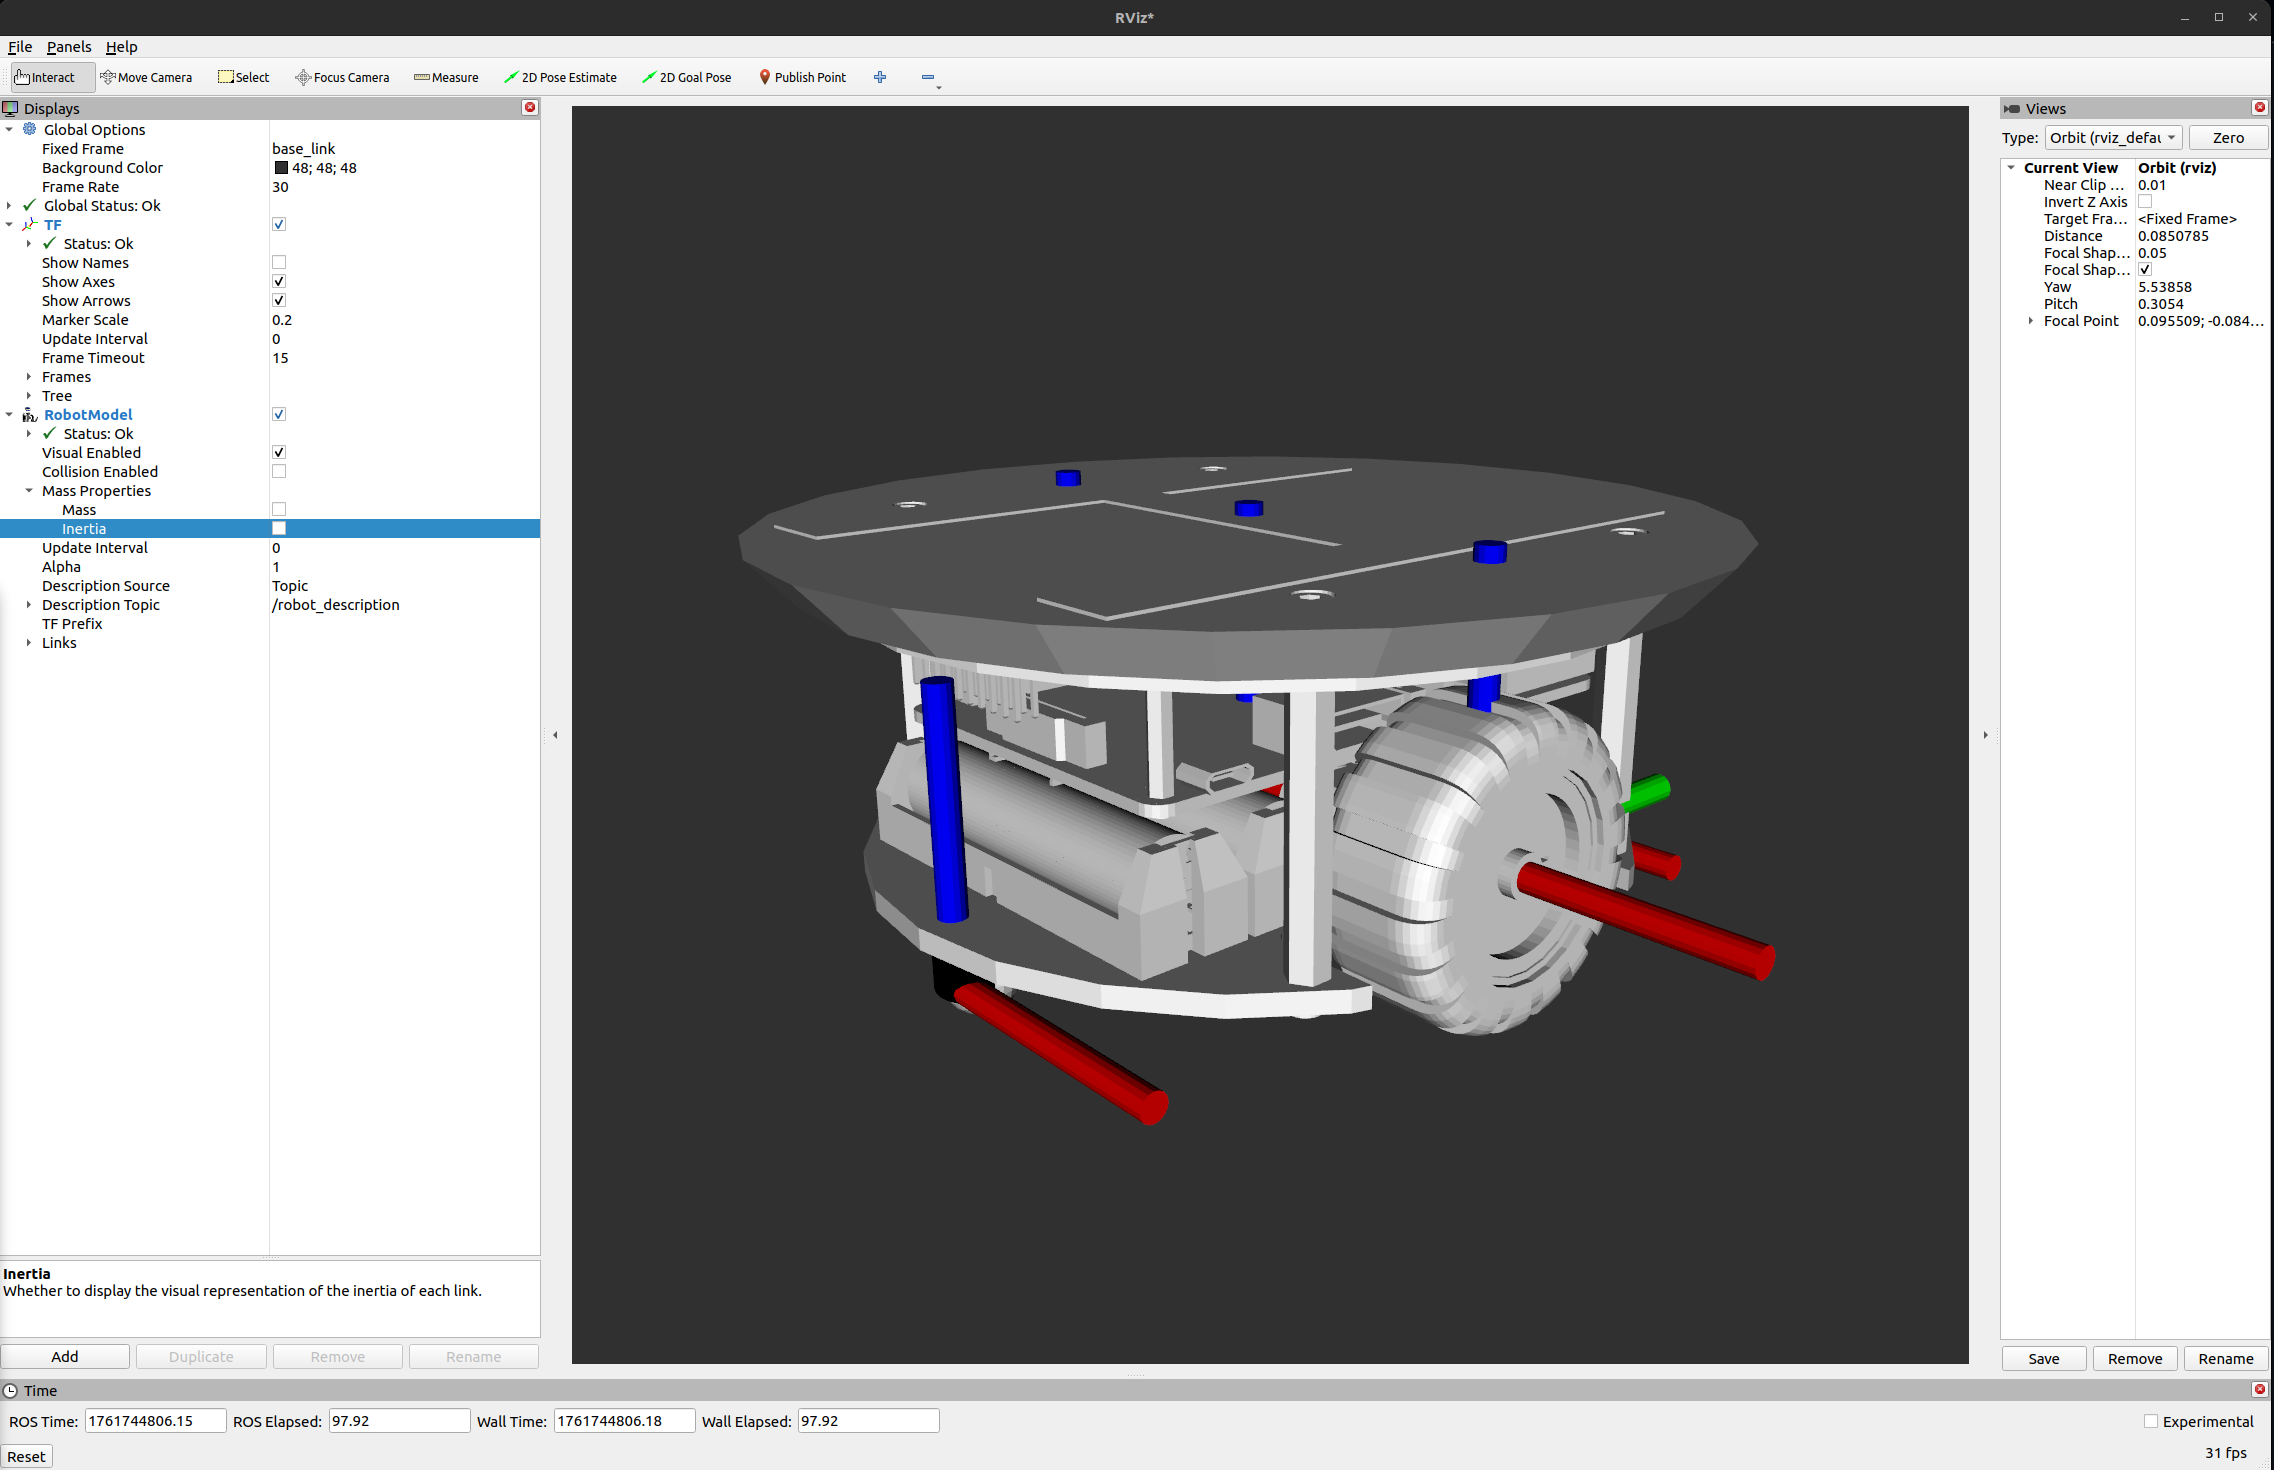 RViz*
File Panels Help
Interact Move Camera Select Focus Camera Measure 2D Pose Estimate 2D Goal Pose Publish Point
Displays
Global Options
Fixed Frame base_link
Background Color 48; 48; 48
Frame Rate 30
Global Status: Ok
TF
Status: Ok
Show Names
Show Axes
Show Arrows
Marker Scale 0.2
Update Interval 0
Frame Timeout 15
Frames
Tree
RobotModel
Status: Ok
Visual Enabled
Collision Enabled
Mass Properties
Mass
Inertia
Update Interval 0
Alpha 1
Description Source Topic
Description Topic /robot_description
TF Prefix
Links
Inertia
Whether to display the visual representation of the inertia of each link.
Add Duplicate Remove Rename
Views
Type: Orbit (rviz_defau Zero
Current View Orbit (rviz)
Near Clip ... 0.01
Invert Z Axis
Target Fra... <Fixed Frame>
Distance 0.0850785
Focal Shap... 0.05
Focal Shap...
Yaw 5.53858
Pitch 0.3054
Focal Point 0.095509; -0.084...
Save Remove Rename
Time
ROS Time: 1761744806.15 ROS Elapsed: 97.92 Wall Time: 1761744806.18 Wall Elapsed: 97.92 Experimental
Reset 31 fps